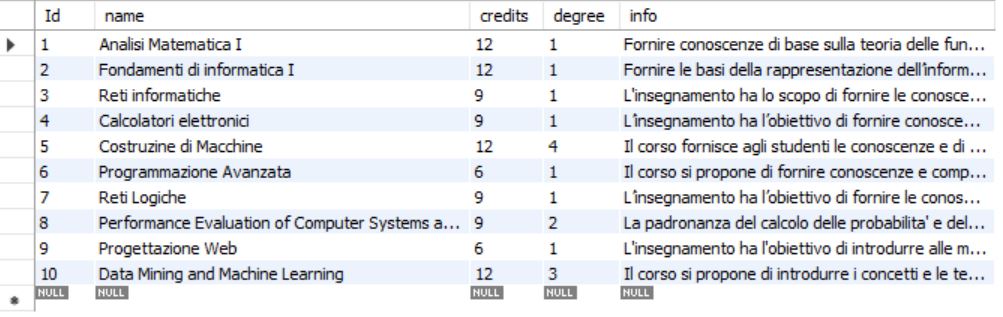 Id name credits degree info
1 Analisi Matematica I 12 1 Fornire conoscenze di base sulla teoria delle fun...
2 Fondamenti di informatica I 12 1 Fornire le basi della rappresentazione dell'inform...
3 Reti informatiche 9 1 L'insegnamento ha lo scopo di fornire le conosce...
4 Calcolatori elettronici 9 1 L'insegnamento ha l'obiettivo di fornire conosce...
5 Costruzine di Macchine 12 4 Il corso fornisce agli studenti le conoscenze e di ...
6 Programmazione Avanzata 6 1 Il corso si propone di fornire conoscenze e comp...
7 Reti Logiche 9 1 L'insegnamento ha l'obiettivo di fornire le conos...
8 Performance Evaluation of Computer Systems a... 9 2 La padronanza del calcolo delle probabilita' e del...
9 Progettazione Web 6 1 L'insegnamento ha l'obiettivo di introdurre alle m...
10 Data Mining and Machine Learning 12 3 Il corso si propone di introdurre i concetti e le te...
NULL NULL NULL NULL NULL